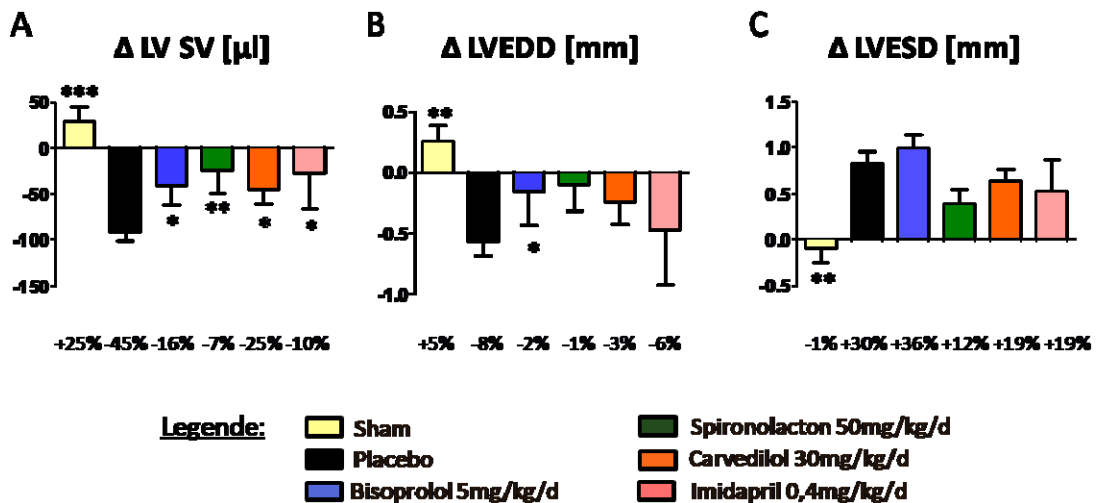 A
Δ LV SV [µl]
B
Δ LVEDD [mm]
C
Δ LVESD [mm]
***
50
0
-50
-100
-150
*
**
*
*
+25% -45% -16% -7% -25% -10%
**
0.5
0.0
-0.5
-1.0
*
+5% -8% -2% -1% -3% -6%
1.5
1.0
0.5
0.0
-0.5
**
-1% +30% +36% +12% +19% +19%
Legende:
Sham
Placebo
Bisoprolol 5mg/kg/d
Spironolacton 50mg/kg/d
Carvedilol 30mg/kg/d
Imidapril 0,4mg/kg/d